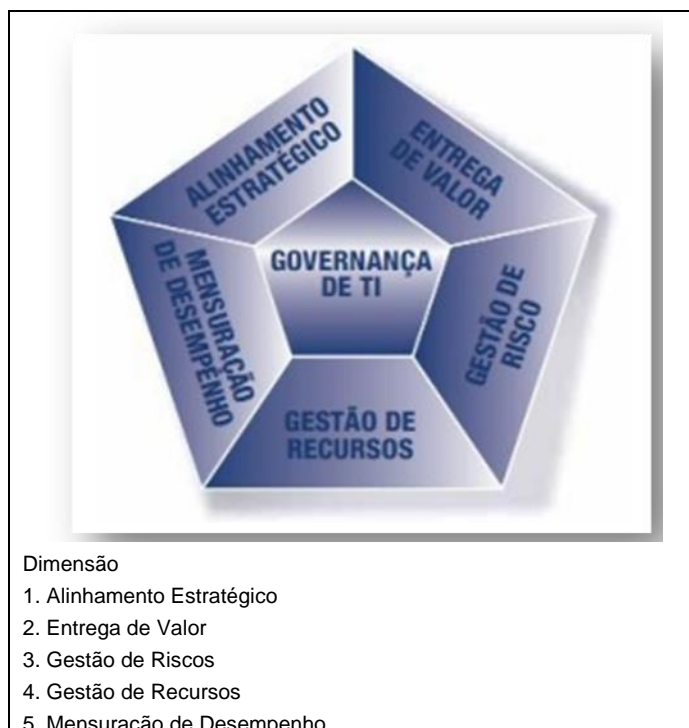 ALINHAMENTO
ESTRATÉGICO
ENTREGA
DE VALOR
GOVERNANÇA
DE TI
MENSURAÇÃO
DE DESEMPENHO
GESTÃO DE
RISCO
GESTÃO DE
RECURSOS
Dimensão
1. Alinhamento Estratégico
2. Entrega de Valor
3. Gestão de Riscos
4. Gestão de Recursos
5. Mensuração de Desempenho